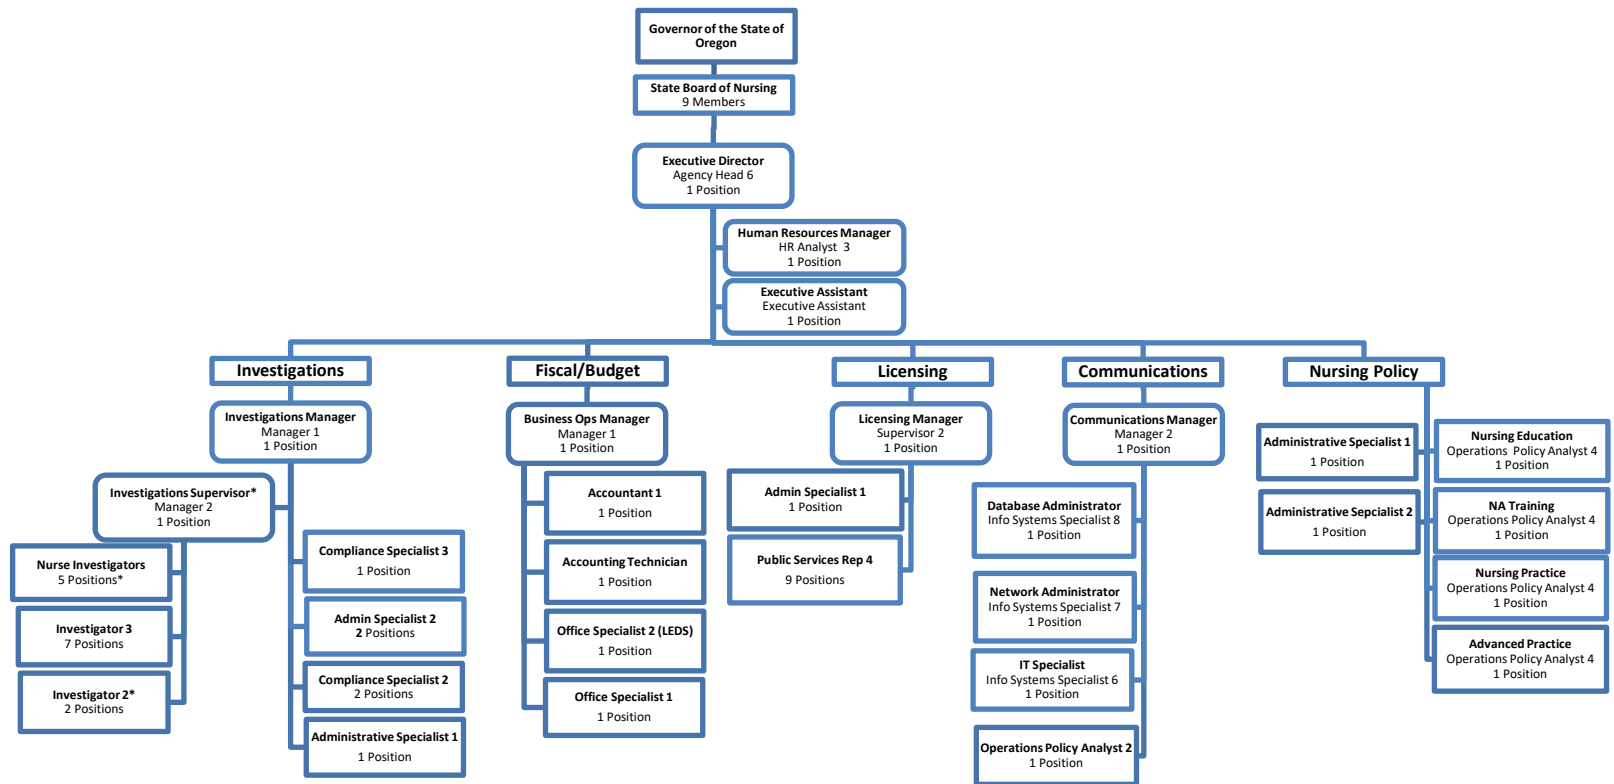 Governor of the State of
Oregon
State Board of Nursing
9 Members
Executive Director
Agency Head 6
1 Position
Human Resources Manager
HR Analyst  3
1 Position
Executive Assistant
Executive Assistant
1 Position
Investigations
Investigations Manager
Manager 1
1 Position
Investigations Supervisor*
Manager 2
1 Position
Nurse Investigators
5 Positions*
Investigator 3
7 Positions
Investigator 2*
2 Positions
Compliance Specialist 3
1 Position
Admin Specialist 2
2 Positions
Compliance Specialist 2
2 Positions
Administrative Specialist 1
1 Position
Fiscal/Budget
Business Ops Manager
Manager 1
1 Position
Accountant 1
1 Position
Accounting Technician
1 Position
Office Specialist 2 (LEDS)
1 Position
Office Specialist 1
1 Position
Licensing
Licensing Manager
Supervisor 2
1 Position
Admin Specialist 1
1 Position
Public Services Rep 4
9 Positions
Communications
Communications Manager
Manager 2
1 Position
Database Administrator
Info Systems Specialist 8
1 Position
Network Administrator
Info Systems Specialist 7
1 Position
IT Specialist
Info Systems Specialist 6
1 Position
Operations Policy Analyst 2
1 Position
Nursing Policy
Administrative Specialist 1
1 Position
Administrative Sepcialist 2
1 Position
Nursing Education
Operations  Policy Analyst 4
1 Position
NA Training
Operations Policy Analyst 4
1 Position
Nursing Practice
Operations Policy Analyst 4
1 Position
Advanced Practice
Operations Policy Analyst 4
1 Position